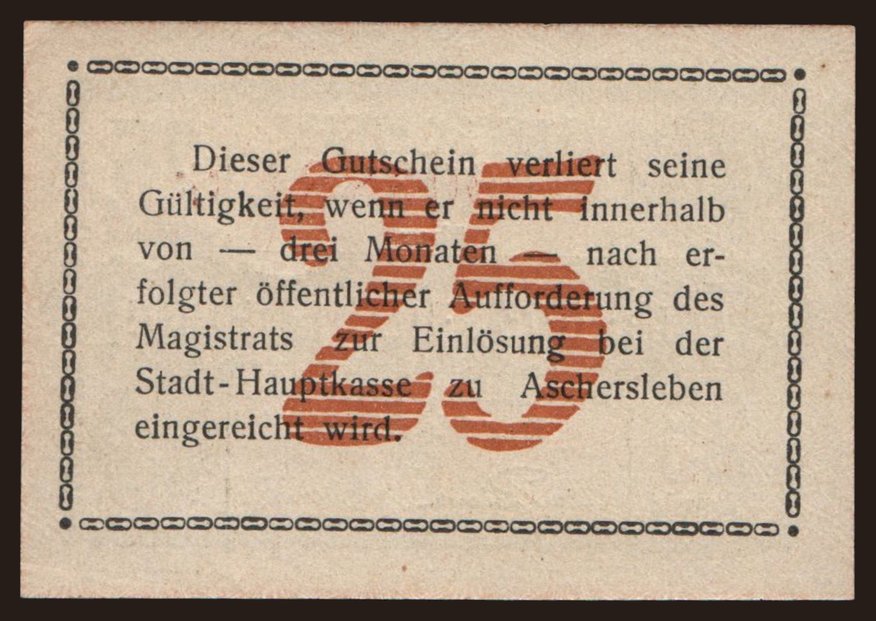 Dieser Gutschein verliert seine
Gültigkeit, wenn er nicht innerhalb
von — drei Monaten — nach er-
folgter öffentlicher Aufforderung des
Magistrats zur Einlösung bei der
Stadt-Hauptkasse zu Aschersleben
eingereicht wird.
25